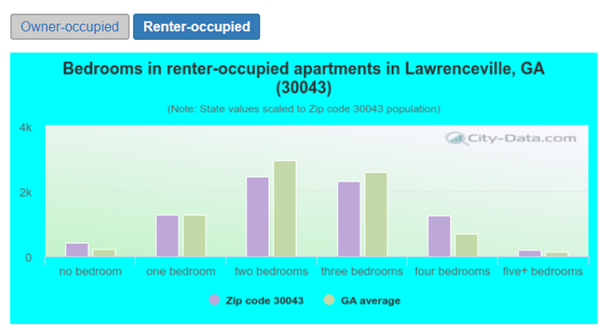 Owner-occupied Renter-occupied
Bedrooms in renter-occupied apartments in Lawrenceville, GA
(30043)
(Note: State values scaled to Zip code 30043 population)
4k
City-Data.com
2k
0
no bedroom one bedroom two bedrooms three bedrooms four bedrooms five+ bedrooms
Zip code 30043 GA average